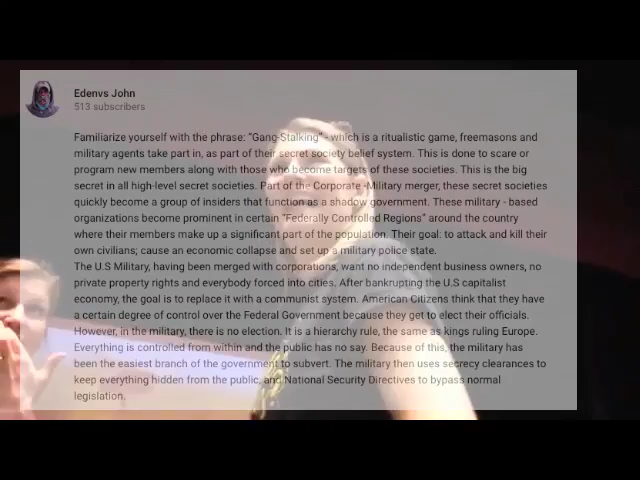 Edenvs John
513 subscribers
Familiarize yourself with the phrase: "Gang-Stalking" - which is a ritualistic game, freemasons and
military agents take part in, as part of their secret society belief system. This is done to scare or
program new members along with those who become targets of these societies. This is the big
secret in all high-level secret societies. Part of the Corporate -Military merger, these secret societies
quickly become a group of insiders that function as a shadow government. These military - based
organizations become prominent in certain "Federally Controlled Regions" around the country
where their members make up a significant part of the population. Their goal: to attack and kill their
own civilians; cause an economic collapse and set up a military police state.
The U.S Military, having been merged with corporations, want no independent business owners, no
private property rights and everybody forced into cities. After bankrupting the U.S capitalist
economy, the goal is to replace it with a communist system. American Citizens think that they have
a certain degree of control over the Federal Government because they get to elect their officials.
However, in the military, there is no election. It is a hierarchy rule, the same as kings ruling Europe.
Everything is controlled from within and the public has no say. Because of this, the military has
been the easiest branch of the government to subvert. The military then uses secrecy clearances to
keep everything hidden from the public, and National Security Directives to bypass normal
legislation.